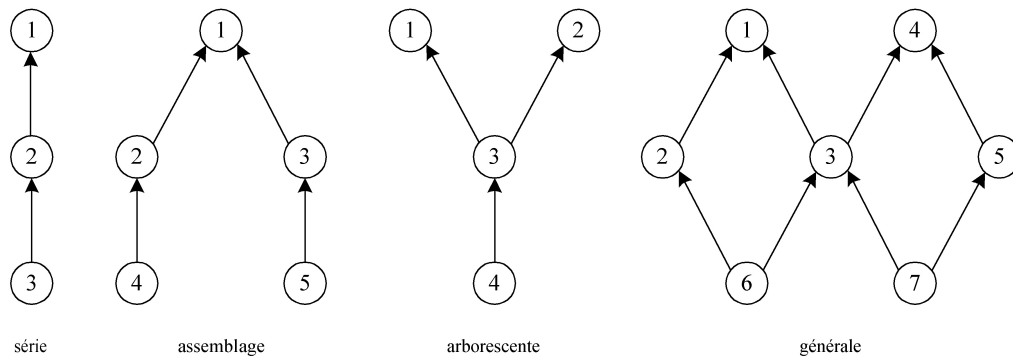 1 1 1 2 1 4
2 2 3 3 2 3 5
3 4 5 4 6 7
série assemblage arborescente générale